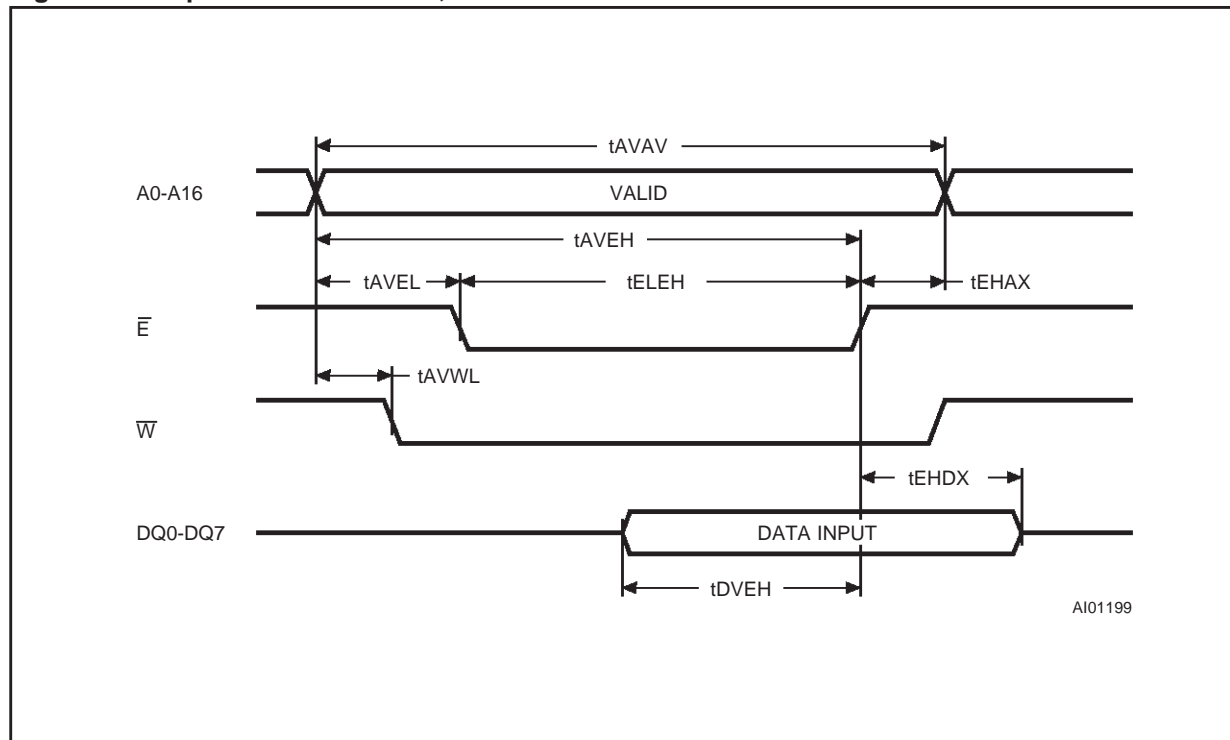 tAVAV
A0-A16 VALID
tAVEH
tAVEL tELEH tEHAX
E̅
tAVWL
W̅
tEHDX
DQ0-DQ7 DATA INPUT
tDVEH
AI01199